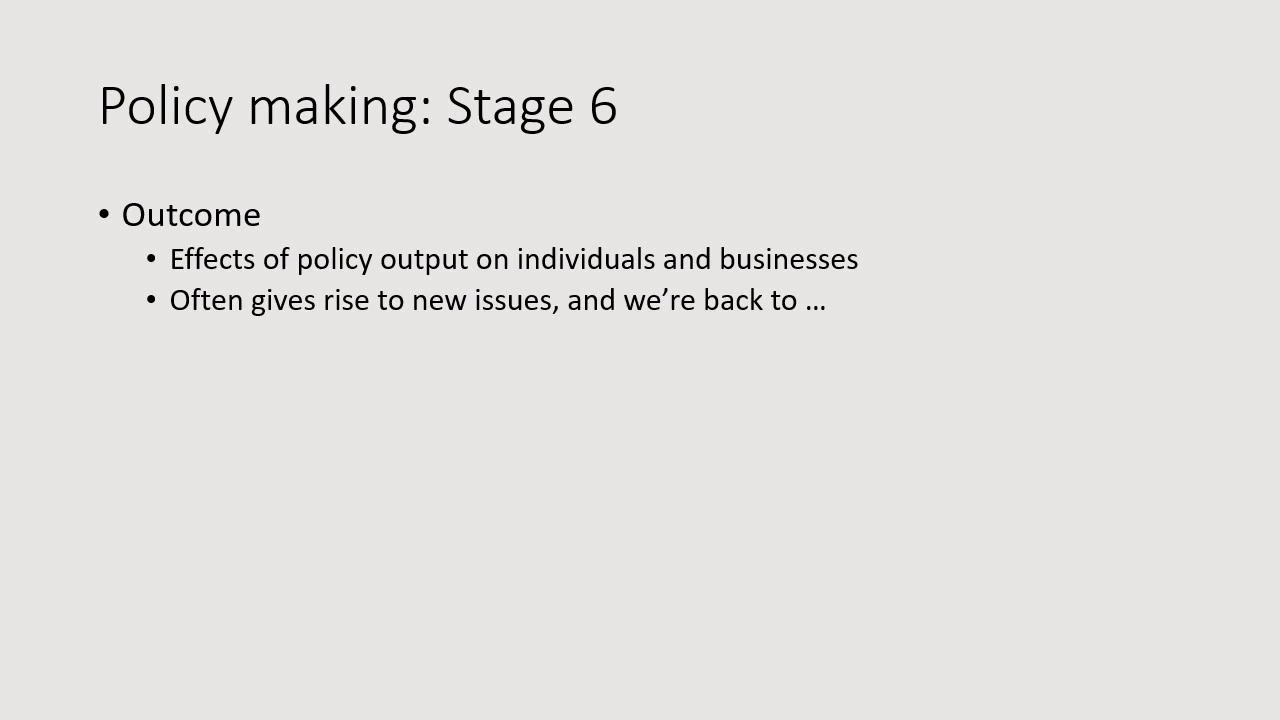 Policy making: Stage 6
• Outcome
• Effects of policy output on individuals and businesses
• Often gives rise to new issues, and we’re back to …